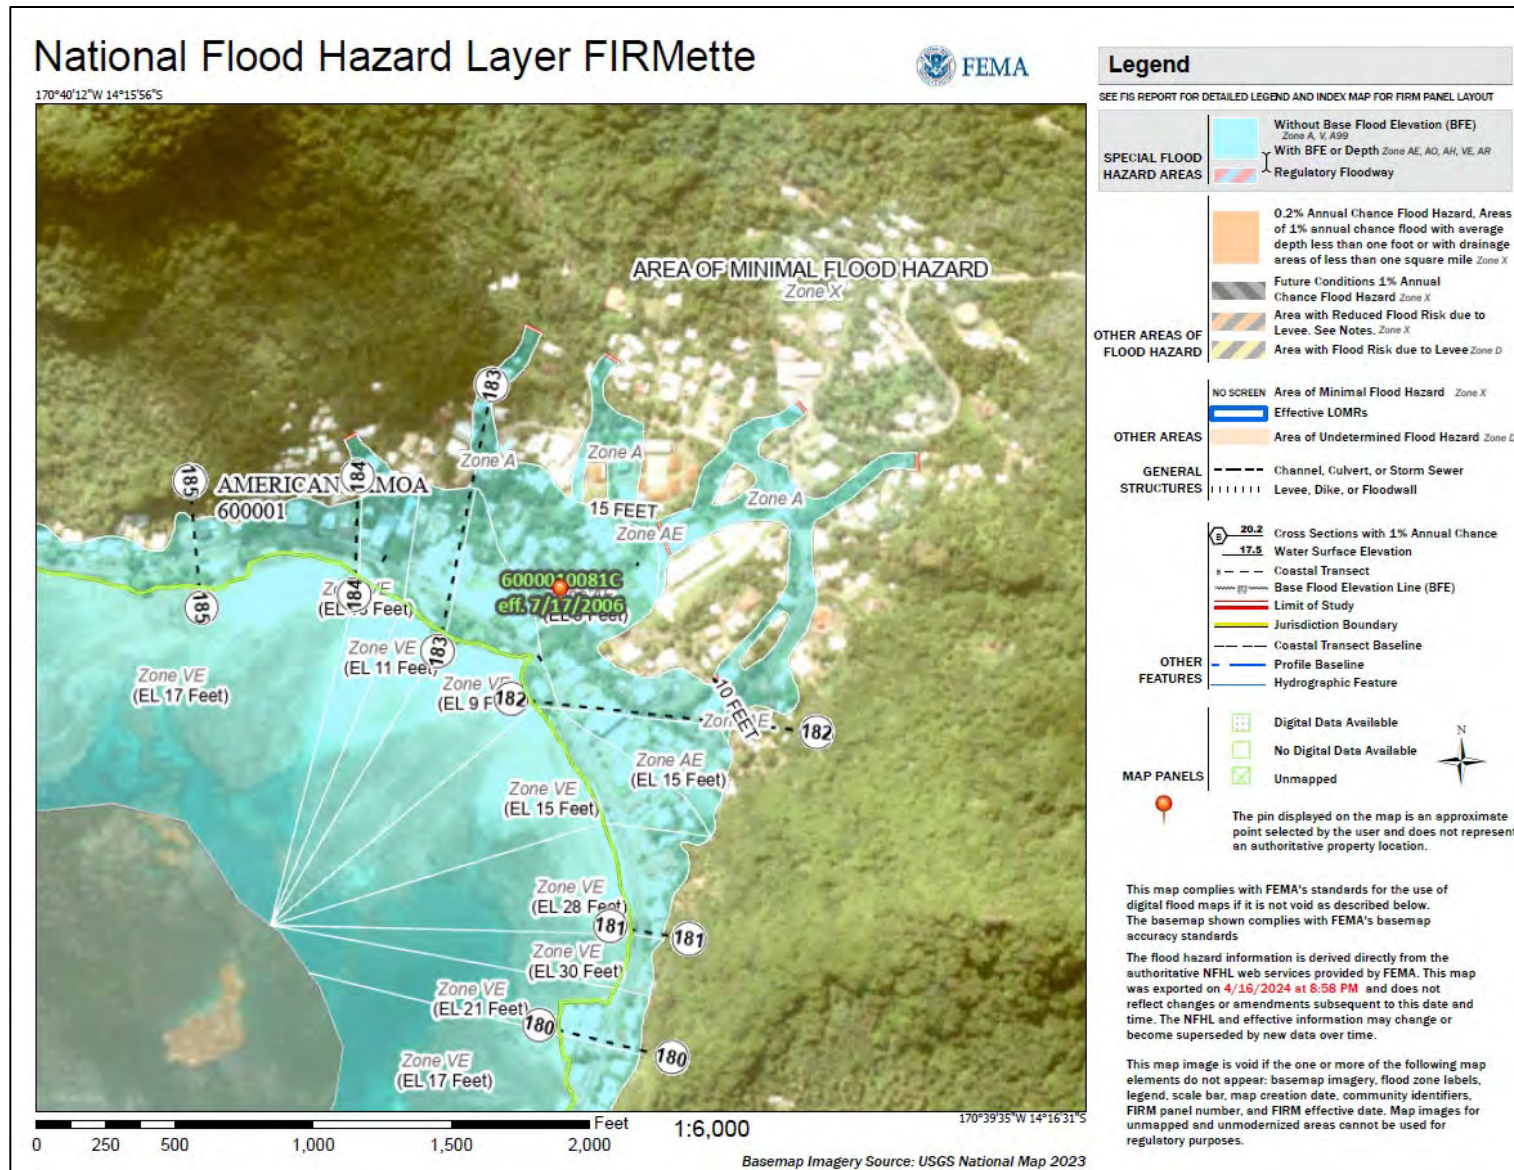 National Flood Hazard Layer FIRMette
FEMA
170°40'12"W 14°15'56"S
AREA OF MINIMAL FLOOD HAZARD
Zone X
183
Zone A
Zone A
Zone A
185
184
AMERICAN MOA
600001
15 FEET
Zone AE
6000010081C
eff. 7/17/2006
Feet)
184
VE
(EL Feet)
185
183
Zone VE
(EL 11 Feet)
Zone VE
(EL 17 Feet)
Zone VE
(EL 9 F
182
10 FEET
AE
182
Zone AE
(EL 15 Feet)
Zone VE
(EL 15 Feet)
Zone VE
(EL 28 Feet)
181
181
Zone VE
(EL 30 Feet)
Zone VE
(EL 21 Feet)
180
180
Zone VE
(EL 17 Feet)
170°39'35"W 14°16'31"S
Feet
0 250 500 1,000 1,500 2,000
1:6,000
Basemap Imagery Source: USGS National Map 2023
Legend
SEE FIS REPORT FOR DETAILED LEGEND AND INDEX MAP FOR FIRM PANEL LAYOUT
SPECIAL FLOOD
HAZARD AREAS
Without Base Flood Elevation (BFE)
Zone A, V, A99
With BFE or Depth Zone AE, AO, AH, VE, AR
Regulatory Floodway
0.2% Annual Chance Flood Hazard, Areas
of 1% annual chance flood with average
depth less than one foot or with drainage
areas of less than one square mile Zone X
Future Conditions 1% Annual
Chance Flood Hazard Zone X
Area with Reduced Flood Risk due to
Levee. See Notes. Zone X
Area with Flood Risk due to Levee Zone D
OTHER AREAS OF
FLOOD HAZARD
NO SCREEN Area of Minimal Flood Hazard Zone X
Effective LOMRs
OTHER AREAS
Area of Undetermined Flood Hazard Zone D
GENERAL
STRUCTURES
Channel, Culvert, or Storm Sewer
Levee, Dike, or Floodwall
B 20.2 Cross Sections with 1% Annual Chance
17.5 Water Surface Elevation
8 Coastal Transect
Base Flood Elevation Line (BFE)
Limit of Study
Jurisdiction Boundary
Coastal Transect Baseline
OTHER
FEATURES
Profile Baseline
Hydrographic Feature
Digital Data Available
No Digital Data Available
N
MAP PANELS
Unmapped
The pin displayed on the map is an approximate
point selected by the user and does not represent
an authoritative property location.
This map complies with FEMA's standards for the use of
digital flood maps if it is not void as described below.
The basemap shown complies with FEMA's basemap
accuracy standards
The flood hazard information is derived directly from the
authoritative NFHL web services provided by FEMA. This map
was exported on 4/16/2024 at 8:58 PM and does not
reflect changes or amendments subsequent to this date and
time. The NFHL and effective information may change or
become superseded by new data over time.
This map image is void if the one or more of the following map
elements do not appear: basemap imagery, flood zone labels,
legend, scale bar, map creation date, community identifiers,
FIRM panel number, and FIRM effective date. Map images for
unmapped and unmodernized areas cannot be used for
regulatory purposes.